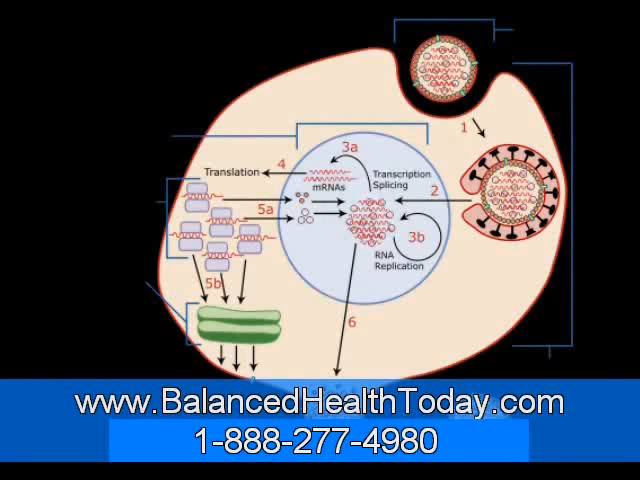 1
3a
4
Translation
Transcription
Splicing
mRNAs
2
5a
3b
RNA
Replication
5b
6
www.BalancedHealthToday.com
1-888-277-4980